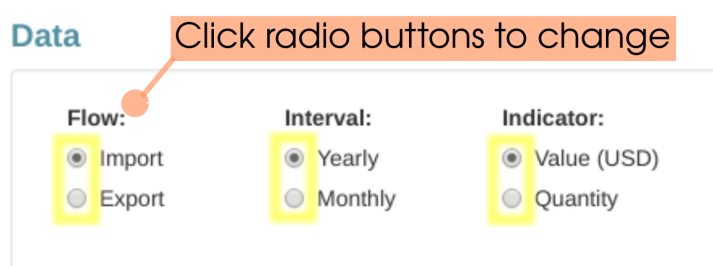 Data
Click radio buttons to change
Flow:
Import
Export
Interval:
Yearly
Monthly
Indicator:
Value (USD)
Quantity